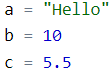 a = "Hello"
b = 10
c = 5.5